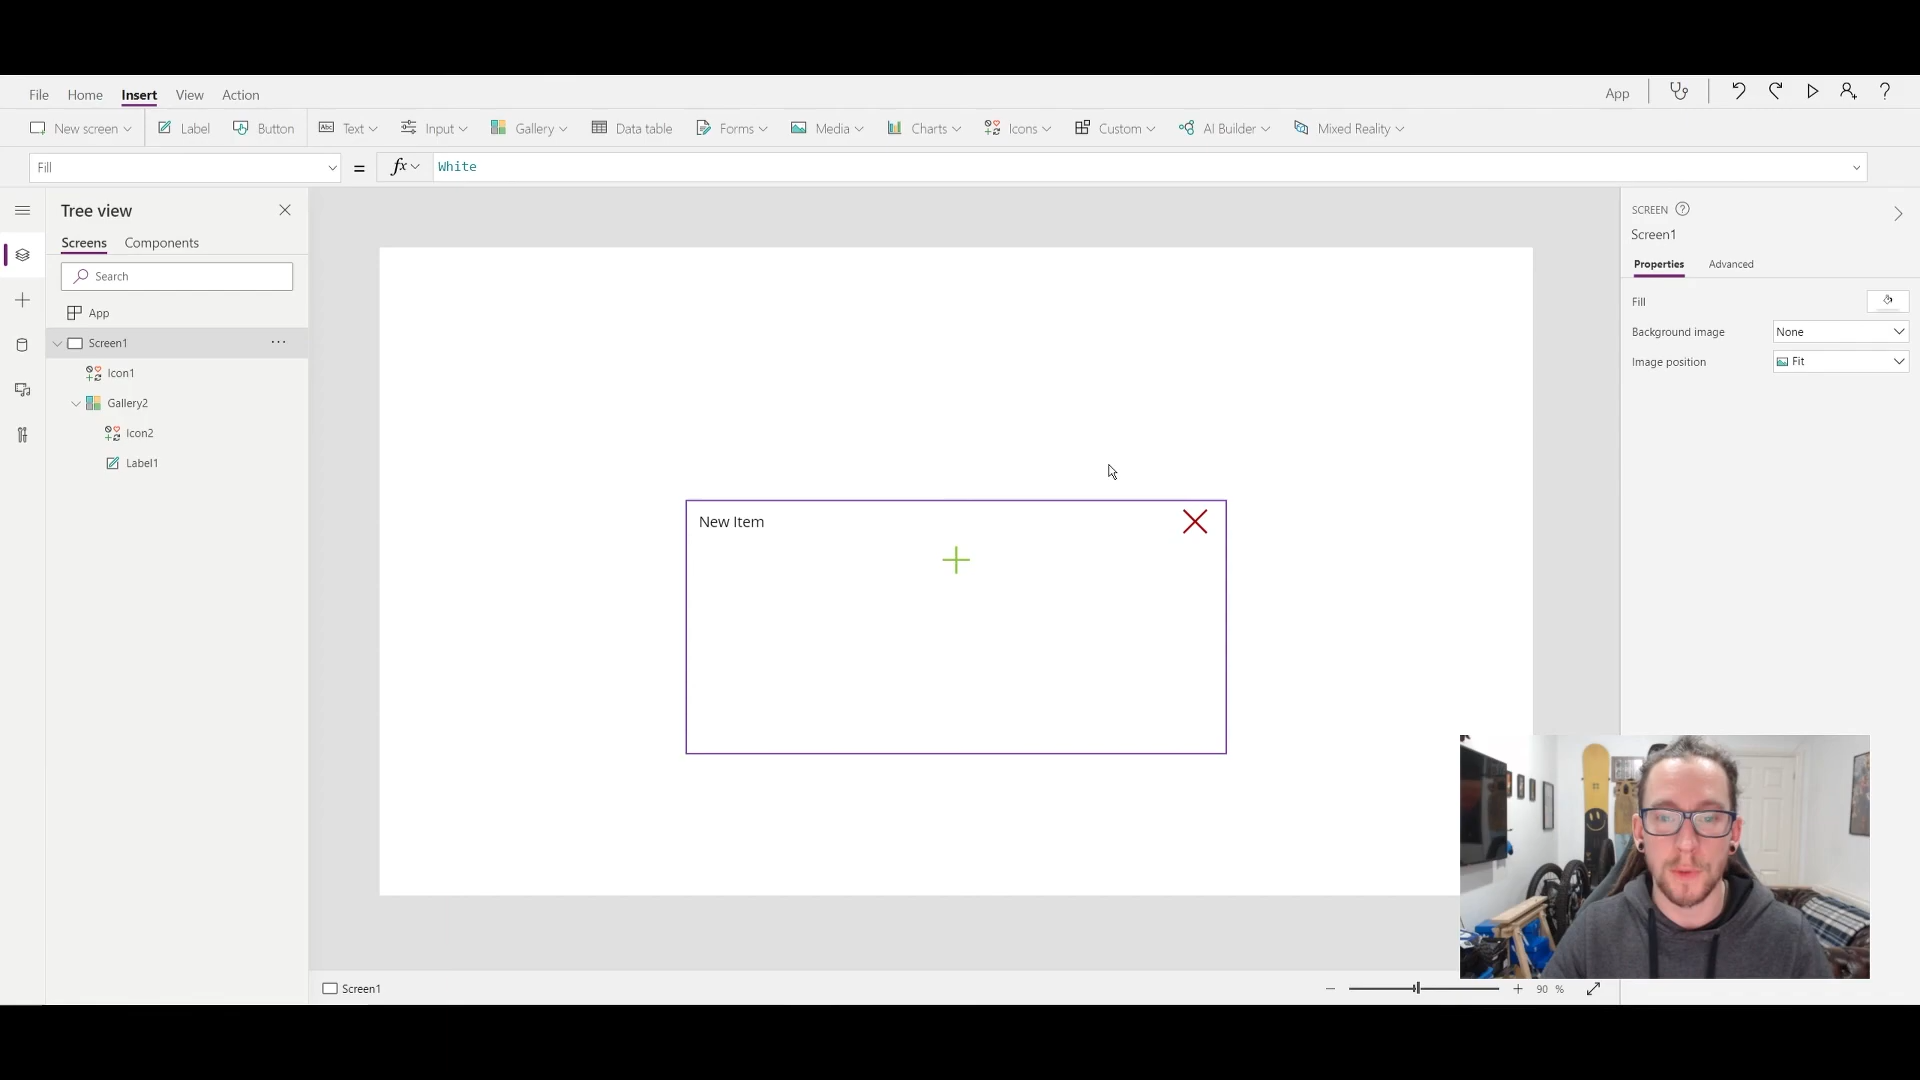 File Home Insert View Action App
New screen Label Button Text Input Gallery Data table Forms Media Charts Icons Custom AI Builder Mixed Reality
Fill = fx White
Tree view
Screens Components
Search
App
Screen1
Icon1
Gallery2
Icon2
Label1
New Item
SCREEN
Screen1
Properties Advanced
Fill
Background image None
Image position Fit
Screen1 90 %